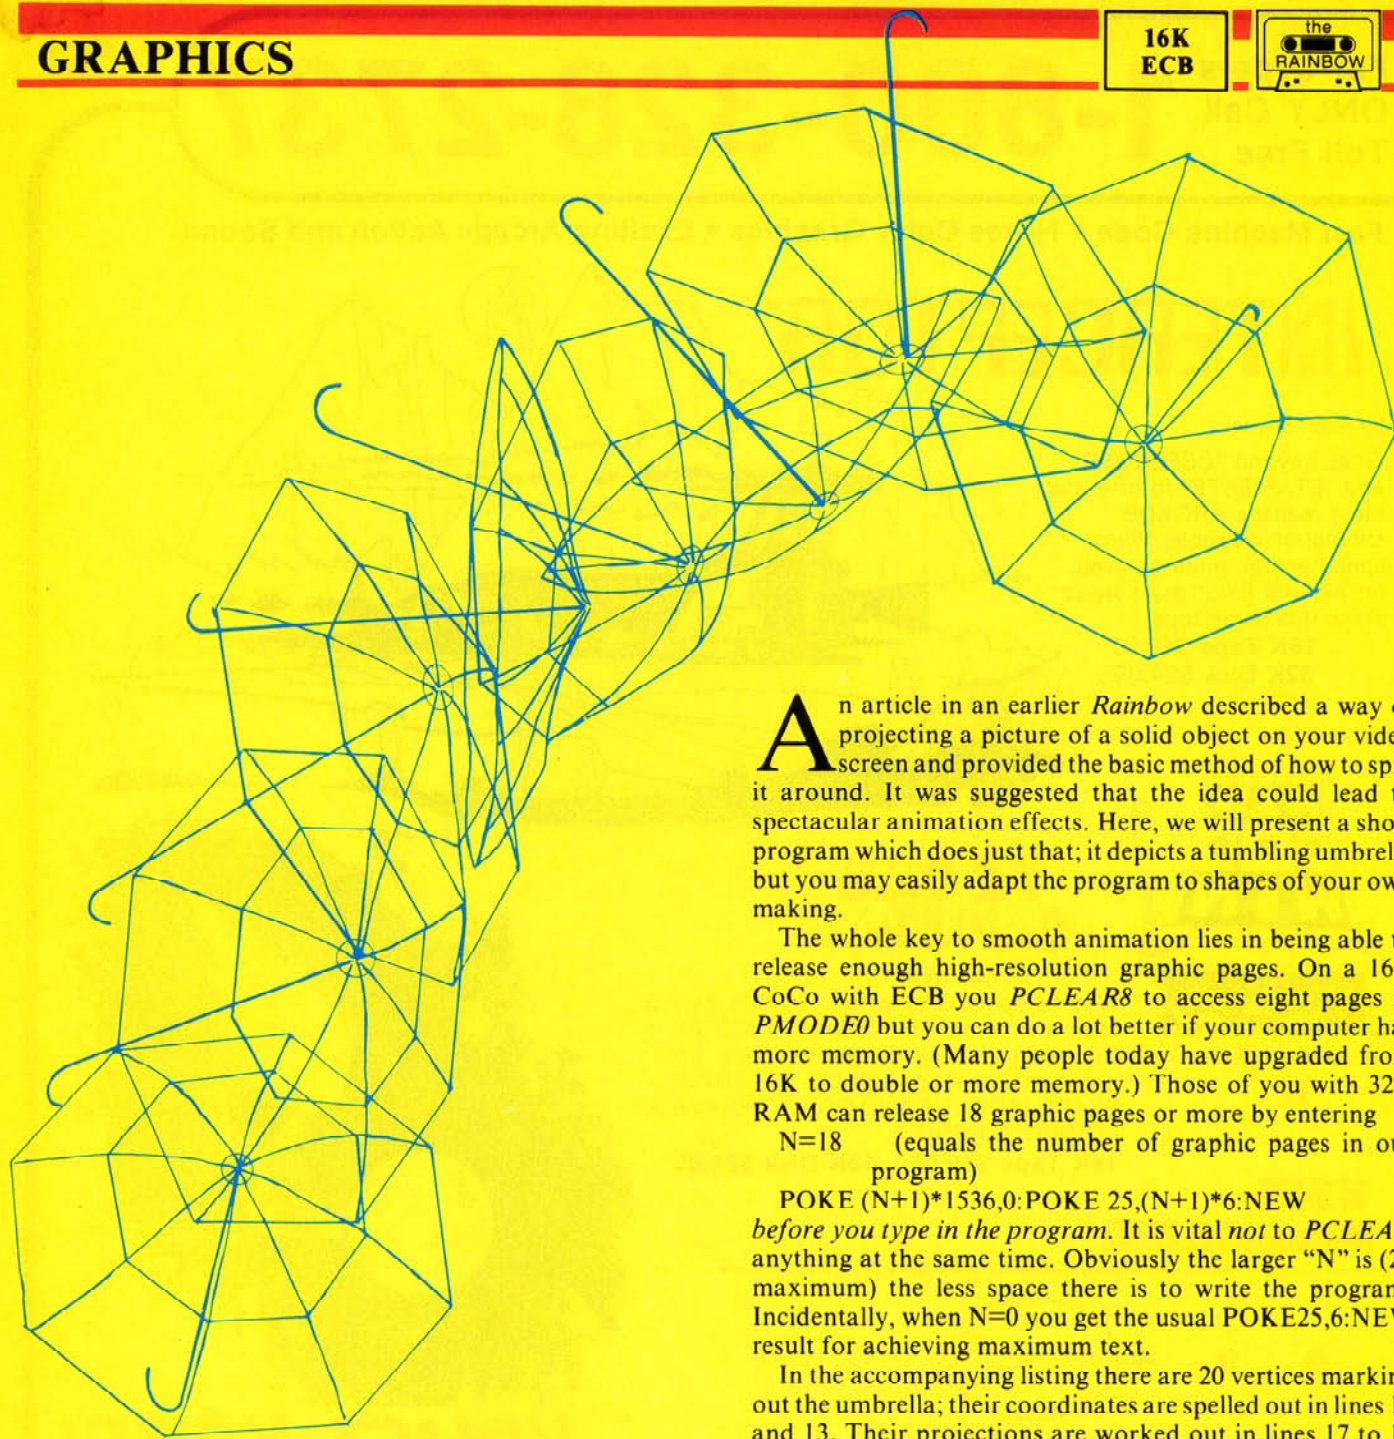 GRAPHICS
16K
ECB
the
RAINBOW
An article in an earlier Rainbow described a way
projecting a picture of a solid object on your vide
screen and provided the basic method of how to spi
it around. It was suggested that the idea could lead t
spectacular animation effects. Here, we will present a sho
program which does just that; it depicts a tumbling umbrell
but you may easily adapt the program to shapes of your ow
making.
The whole key to smooth animation lies in being able t
release enough high-resolution graphic pages. On a 16
CoCo with ECB you PCLEAR8 to access eight pages
PMODE0 but you can do a lot better if your computer ha
more memory. (Many people today have upgraded fro
16K to double or more memory.) Those of you with 32
RAM can release 18 graphic pages or more by entering
N=18 (equals the number of graphic pages in ou
program)
POKE (N+1)*1536,0:POKE 25,(N+1)*6:NEW
before you type in the program. It is vital not to PCLEA
anything at the same time. Obviously the larger “N” is (2
maximum) the less space there is to write the program
Incidentally, when N=0 you get the usual POKE25,6:NEW
result for achieving maximum text.
In the accompanying listing there are 20 vertices markin
out the umbrella; their coordinates are spelled out in lines 1
and 13. Their projections are worked out in lines 17 to